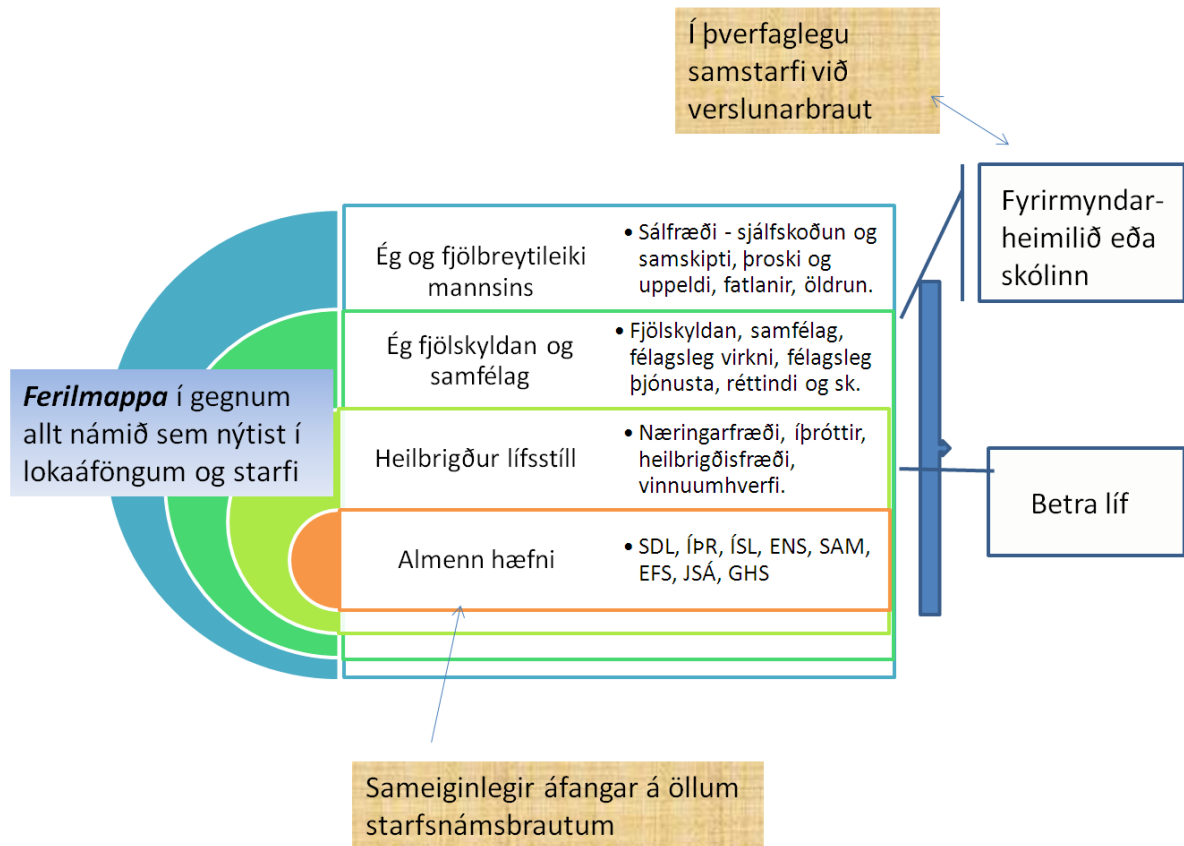 Í þverfaglegu
samstarfi við
verslunarbraut
Fyrirmyndar-
heimilið eða
skólinn
Ég og fjölbreytileiki
mannsins
• Sálfræði - sjálfskoðun og
samskipti, þroski og
uppeldi, fatlanir, öldrun.
Ég fjölskyldan og
samfélag
• Fjölskyldan, samfélag,
félagsleg virkni, félagsleg
þjónusta, réttindi og sk.
Ferilmappa í gegnum
allt námið sem nýtist í
lokaáföngum og starfi
Heilbrigður lífsstíll
• Næringarfræði, íþróttir,
heilbrigðisfræði,
vinnuumhverfi.
Betra líf
Almenn hæfni
• SDL, ÍÞR, ÍSL, ENS, SAM,
EFS, JSÁ, GHS
Sameiginlegir áfangar á öllum
starfsnámsbrautum